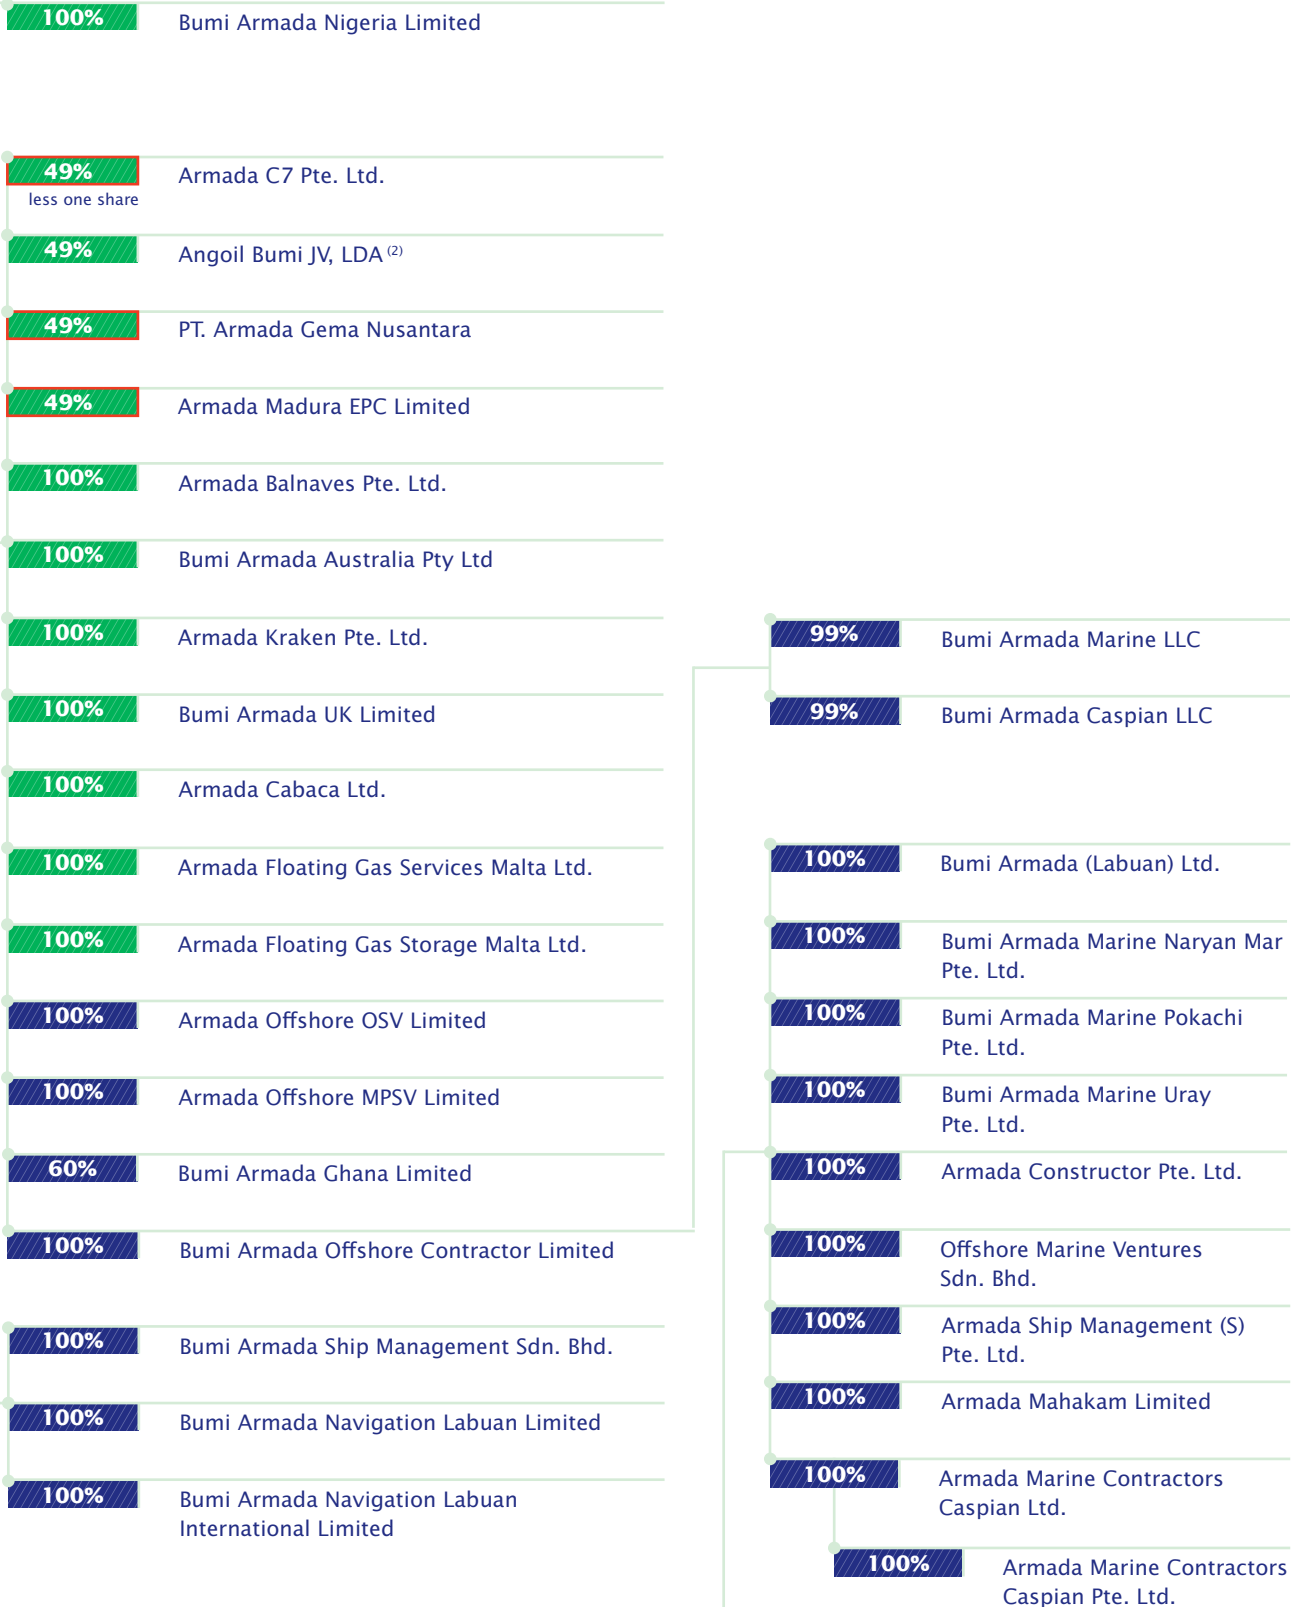 100%
Bumi Armada Nigeria Limited
49%
less one share
Armada C7 Pte. Ltd.
49%
Angoil Bumi JV, LDA (2)
49%
PT. Armada Gema Nusantara
49%
Armada Madura EPC Limited
100%
Armada Balnaves Pte. Ltd.
100%
Bumi Armada Australia Pty Ltd
100%
Armada Kraken Pte. Ltd.
100%
Bumi Armada UK Limited
100%
Armada Cabaca Ltd.
100%
Armada Floating Gas Services Malta Ltd.
100%
Armada Floating Gas Storage Malta Ltd.
100%
Armada Offshore OSV Limited
100%
Armada Offshore MPSV Limited
60%
Bumi Armada Ghana Limited
100%
Bumi Armada Offshore Contractor Limited
100%
Bumi Armada Ship Management Sdn. Bhd.
100%
Bumi Armada Navigation Labuan Limited
100%
Bumi Armada Navigation Labuan
International Limited
99%
Bumi Armada Marine LLC
99%
Bumi Armada Caspian LLC
100%
Bumi Armada (Labuan) Ltd.
100%
Bumi Armada Marine Naryan Mar
Pte. Ltd.
100%
Bumi Armada Marine Pokachi
Pte. Ltd.
100%
Bumi Armada Marine Uray
Pte. Ltd.
100%
Armada Constructor Pte. Ltd.
100%
Offshore Marine Ventures
Sdn. Bhd.
100%
Armada Ship Management (S)
Pte. Ltd.
100%
Armada Mahakam Limited
100%
Armada Marine Contractors
Caspian Ltd.
100%
Armada Marine Contractors
Caspian Pte. Ltd.